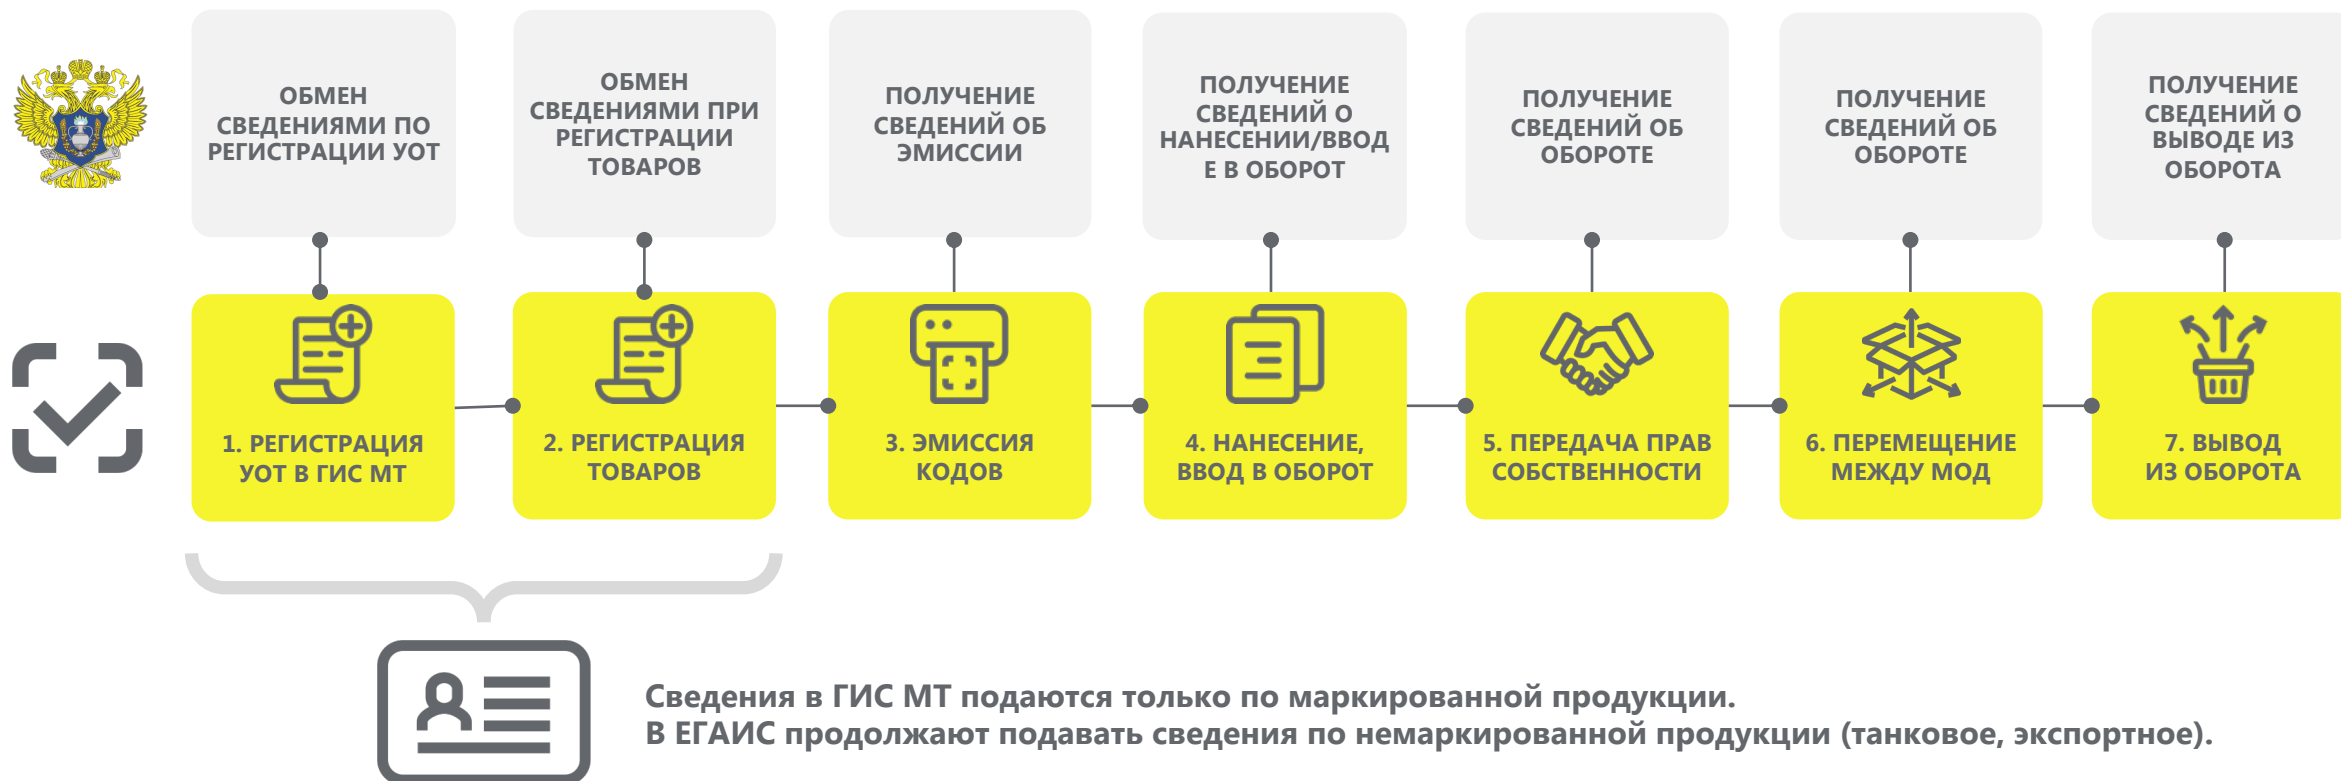 ОБМЕН
СВЕДЕНИЯМИ ПО
РЕГИСТРАЦИИ УОТ
ОБМЕН
СВЕДЕНИЯМИ ПРИ
РЕГИСТРАЦИИ
ТОВАРОВ
ПОЛУЧЕНИЕ
СВЕДЕНИЙ ОБ
ЭМИССИИ
ПОЛУЧЕНИЕ
СВЕДЕНИЙ О
НАНЕСЕНИИ/ВВОД
Е В ОБОРОТ
ПОЛУЧЕНИЕ
СВЕДЕНИЙ ОБ
ОБОРОТЕ
ПОЛУЧЕНИЕ
СВЕДЕНИЙ ОБ
ОБОРОТЕ
ПОЛУЧЕНИЕ
СВЕДЕНИЙ О
ВЫВОДЕ ИЗ
ОБОРОТА
1. РЕГИСТРАЦИЯ
УОТ В ГИС МТ
2. РЕГИСТРАЦИЯ
ТОВАРОВ
3. ЭМИССИЯ
КОДОВ
4. НАНЕСЕНИЕ,
ВВОД В ОБОРОТ
5. ПЕРЕДАЧА ПРАВ
СОБСТВЕННОСТИ
6. ПЕРЕМЕЩЕНИЕ
МЕЖДУ МОД
7. ВЫВОД
ИЗ ОБОРОТА
Сведения в ГИС МТ подаются только по маркированной продукции.
В ЕГАИС продолжают подавать сведения по немаркированной продукции (танковое, экспортное).